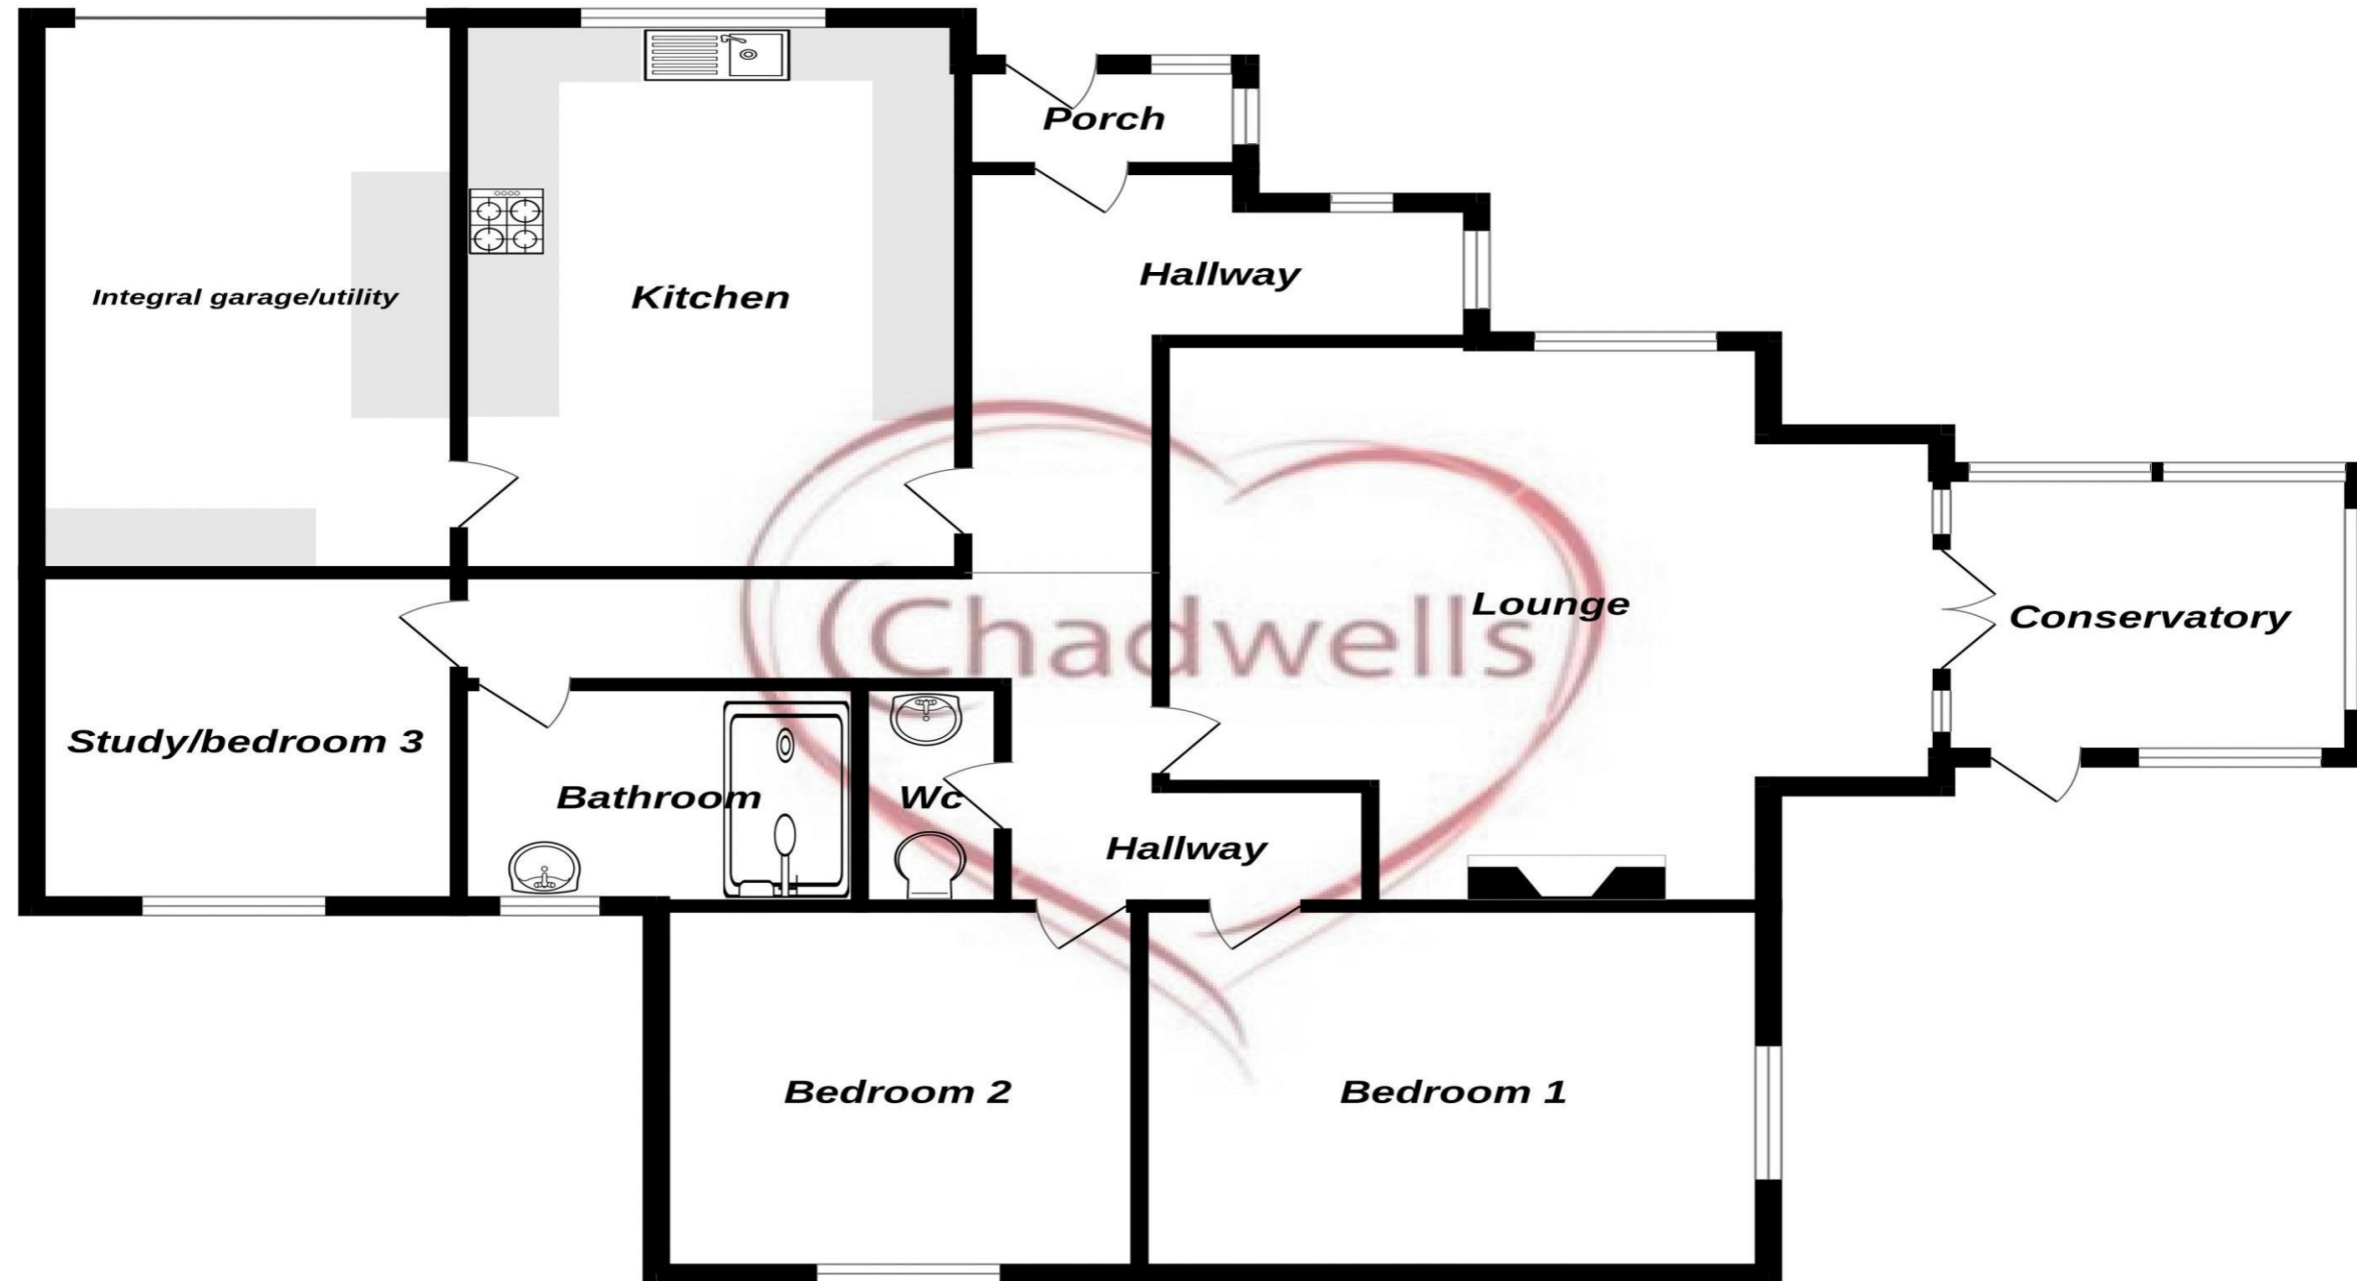 Porch
Hallway
Integral garage/utility
Kitchen
Lounge
Conservatory
Chadwells
Study/bedroom 3
Bathroom
Wc
Hallway
Bedroom 2
Bedroom 1